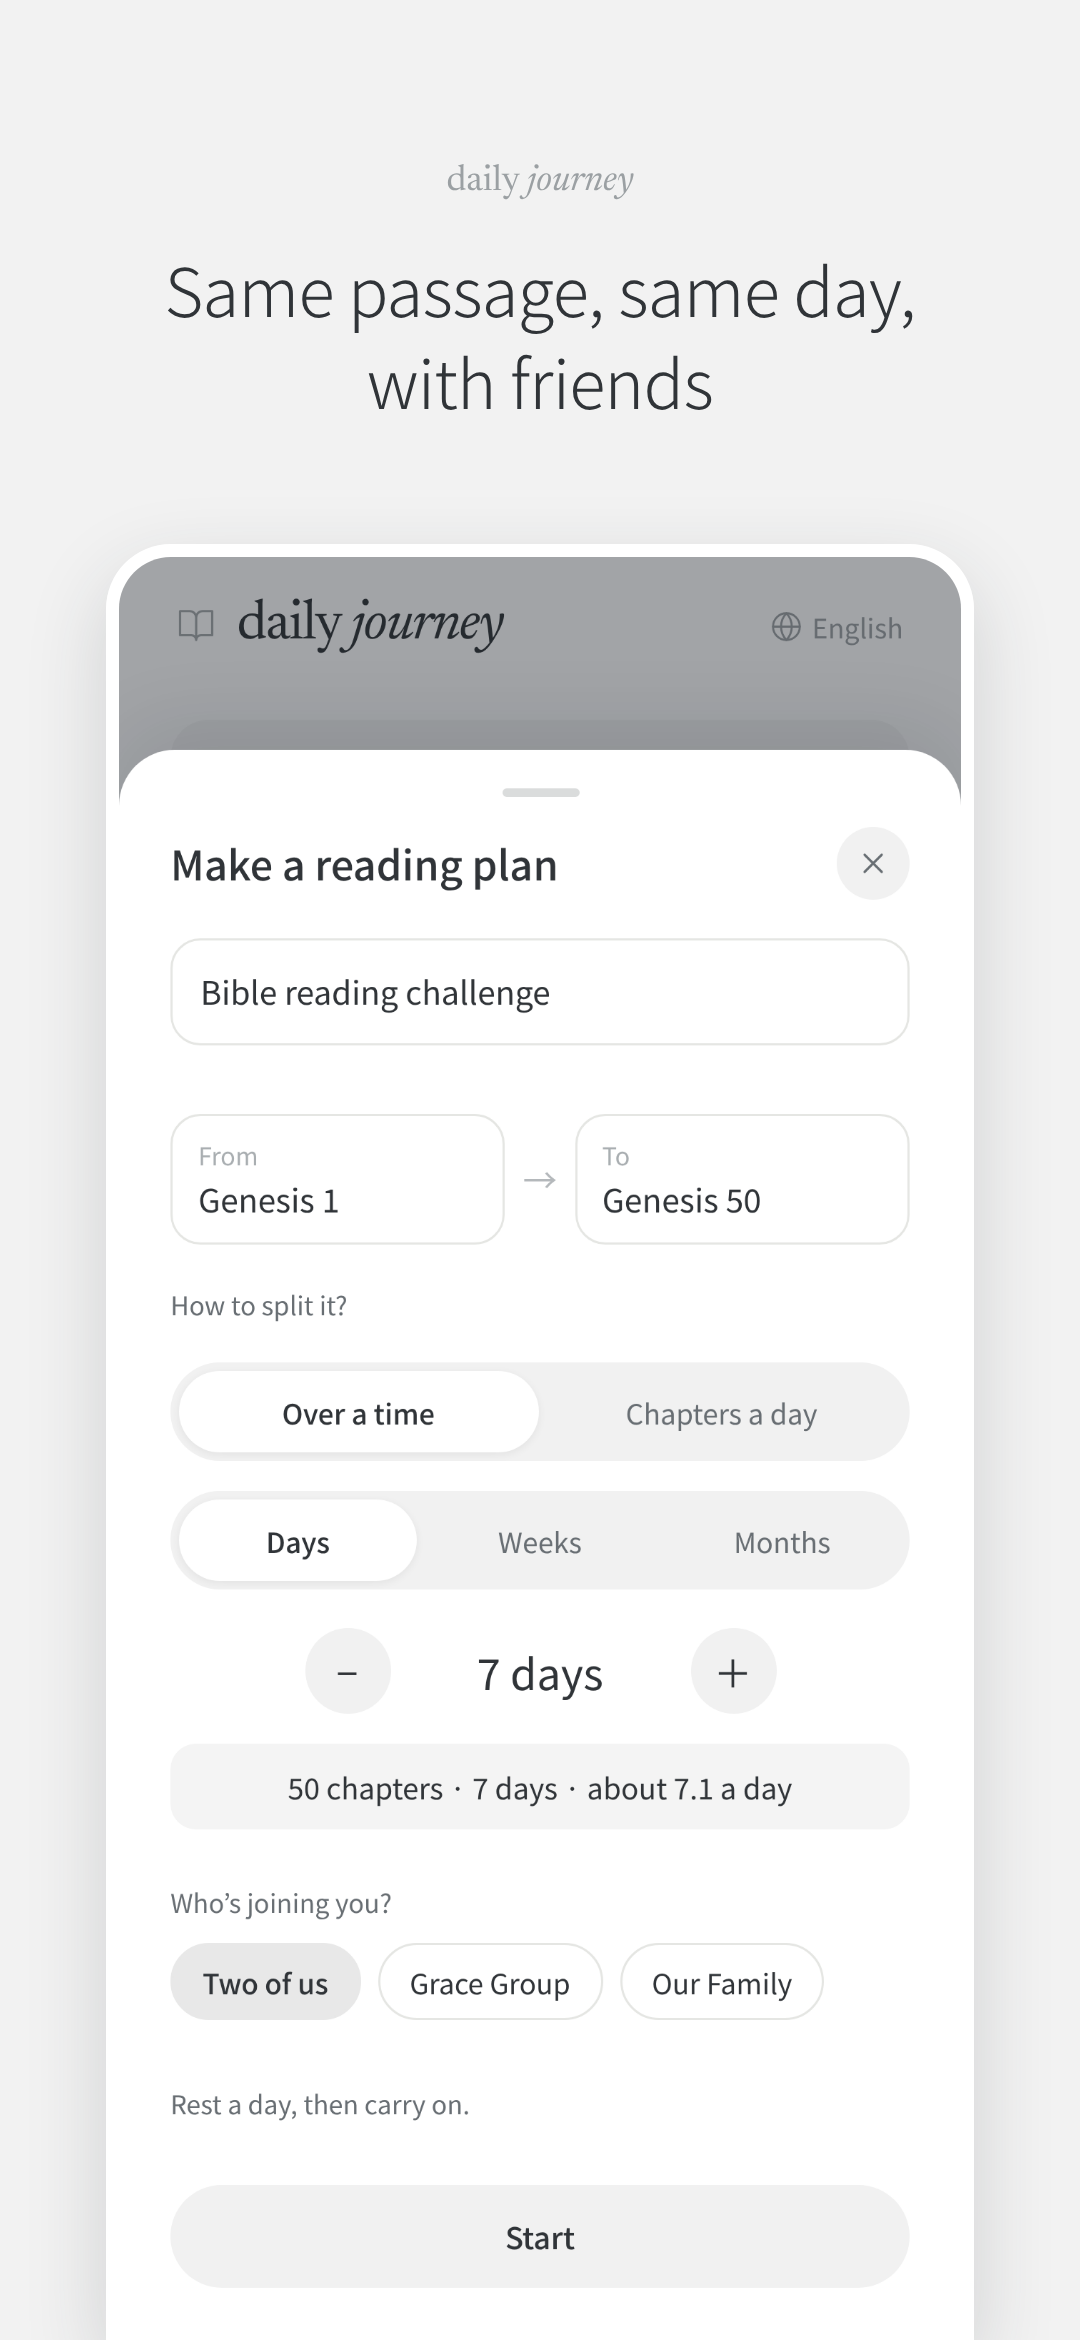 daily journey
Same passage, same day,
with friends
daily journey
English
Make a reading plan
Bible reading challenge
From
Genesis 1
→
To
Genesis 50
How to split it?
Over a time
Chapters a day
Days
Weeks
Months
−
7 days
+
50 chapters · 7 days · about 7.1 a day
Who’s joining you?
Two of us
Grace Group
Our Family
Rest a day, then carry on.
Start